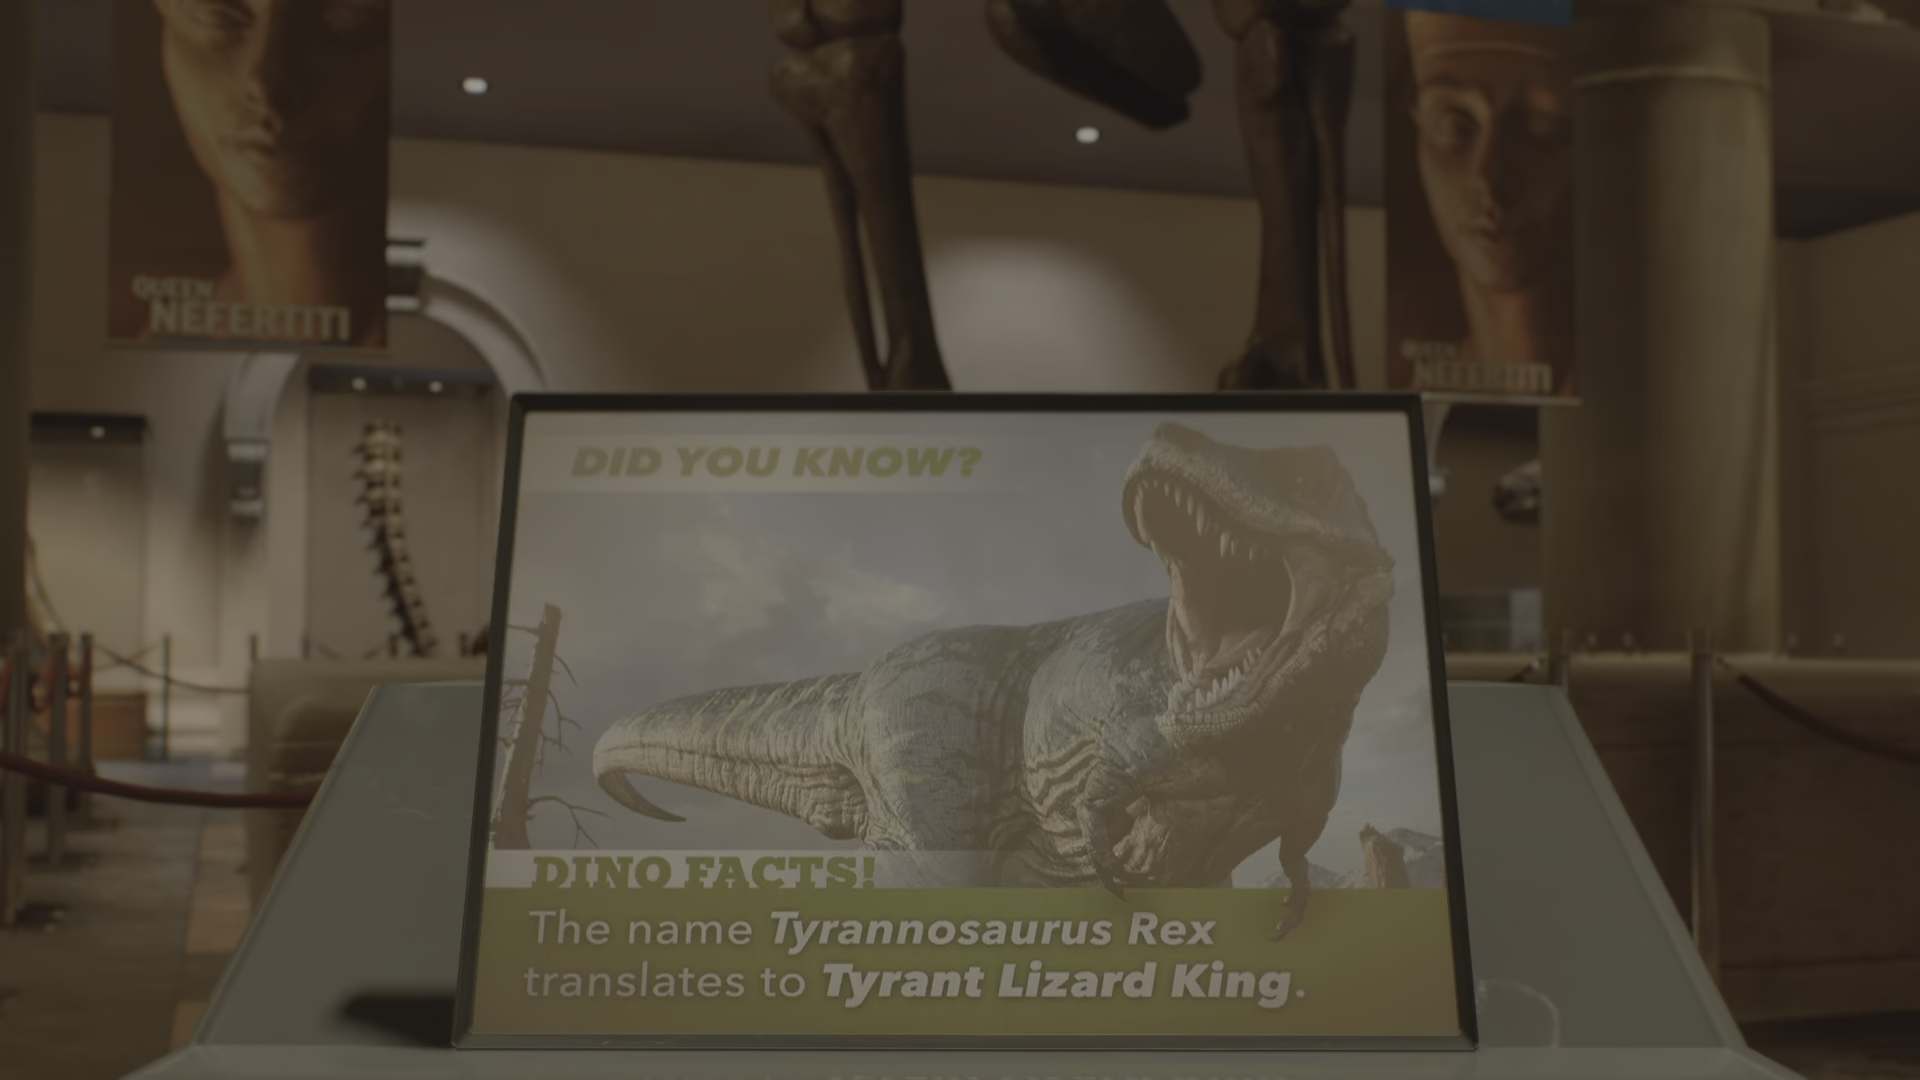 QUEEN
NEFERTITI
QUEEN
NEFERTITI
DID YOU KNOW?
DINO FACTS!
The name Tyrannosaurus Rex
translates to Tyrant Lizard King.